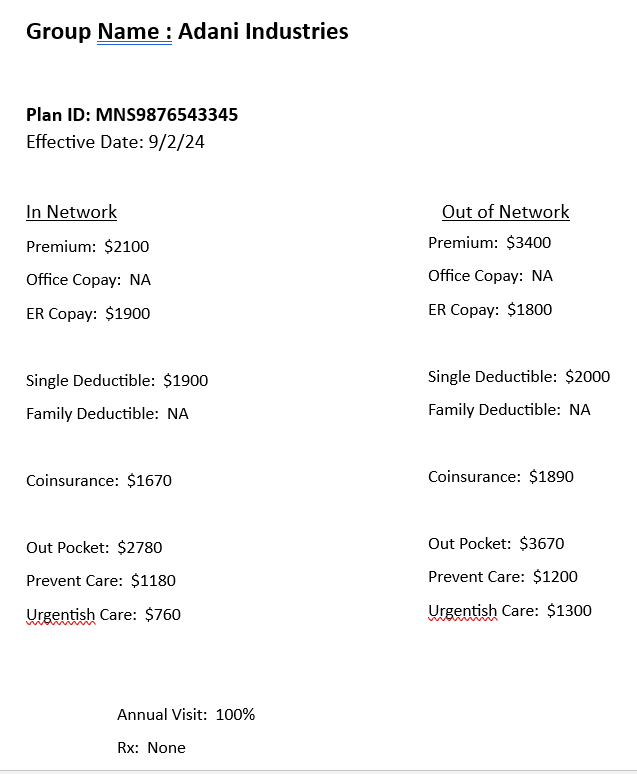 Group Name : Adani Industries
Plan ID: MNS9876543345
Effective Date: 9/2/24
In Network
Premium: $2100
Office Copay: NA
ER Copay: $1900
Single Deductible: $1900
Family Deductible: NA
Coinsurance: $1670
Out Pocket: $2780
Prevent Care: $1180
Urgentish Care: $760
Out of Network
Premium: $3400
Office Copay: NA
ER Copay: $1800
Single Deductible: $2000
Family Deductible: NA
Coinsurance: $1890
Out Pocket: $3670
Prevent Care: $1200
Urgentish Care: $1300
Annual Visit: 100%
Rx: None